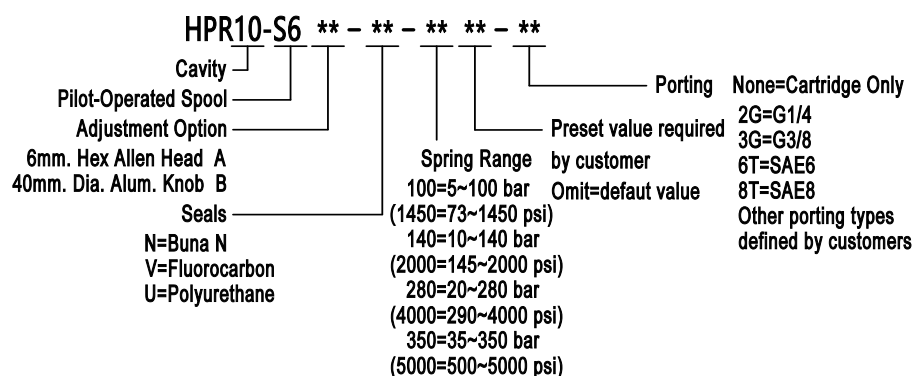 HPR10-S6 ** - ** - ** ** - **
Cavity
Pilot-Operated Spool
Adjustment Option
6mm. Hex Allen Head A
40mm. Dia. Alum. Knob B
Seals
N=Buna N
V=Fluorocarbon
U=Polyurethane
Spring Range
100=5~100 bar
(1450=73~1450 psi)
140=10~140 bar
(2000=145~2000 psi)
280=20~280 bar
(4000=290~4000 psi)
350=35~350 bar
(5000=500~5000 psi)
Preset value required
by customer
Omit=defaut value
Porting None=Cartridge Only
2G=G1/4
3G=G3/8
6T=SAE6
8T=SAE8
Other porting types
defined by customers